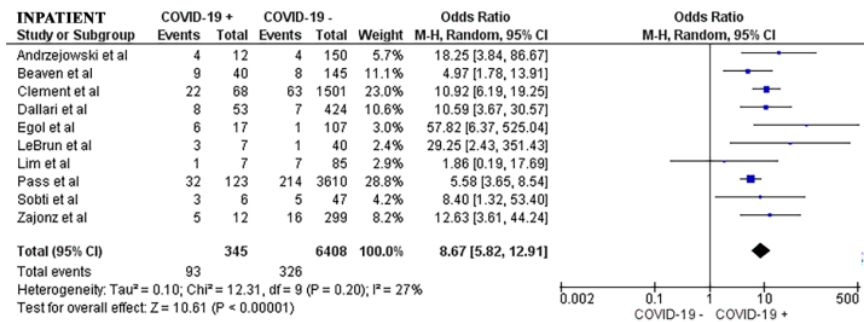 INPATIENT COVID-19 + COVID-19 - Odds Ratio Odds Ratio
Study or Subgroup Events Total Events Total Weight M-H, Random, 95% CI M-H, Random, 95% CI
Andrzejowski et al 4 12 4 150 5.7% 18.25 [3.84, 86.67]
Beaven et al 9 40 8 145 11.1% 4.97 [1.78, 13.91]
Clement et al 22 68 63 1501 23.0% 10.92 [6.19, 19.25]
Dallari et al 8 53 7 424 10.6% 10.59 [3.67, 30.57]
Egol et al 6 17 1 107 3.0% 57.82 [6.37, 525.04]
LeBrun et al 3 7 1 40 2.4% 29.25 [2.43, 351.43]
Lim et al 1 7 7 85 2.9% 1.86 [0.19, 17.69]
Pass et al 32 123 214 3610 28.8% 5.58 [3.65, 8.54]
Sobti et al 3 6 5 47 4.2% 8.40 [1.32, 53.40]
Zajonz et al 5 12 16 299 8.2% 12.63 [3.61, 44.24]
Total (95% CI) 345 6408 100.0% 8.67 [5.82, 12.91]
Total events 93 326
Heterogeneity: Tau² = 0.10; Chi² = 12.31, df = 9 (P = 0.20); I² = 27%
Test for overall effect: Z = 10.61 (P < 0.00001)
0.002 0.1 1 10 500
COVID-19 - COVID-19 +